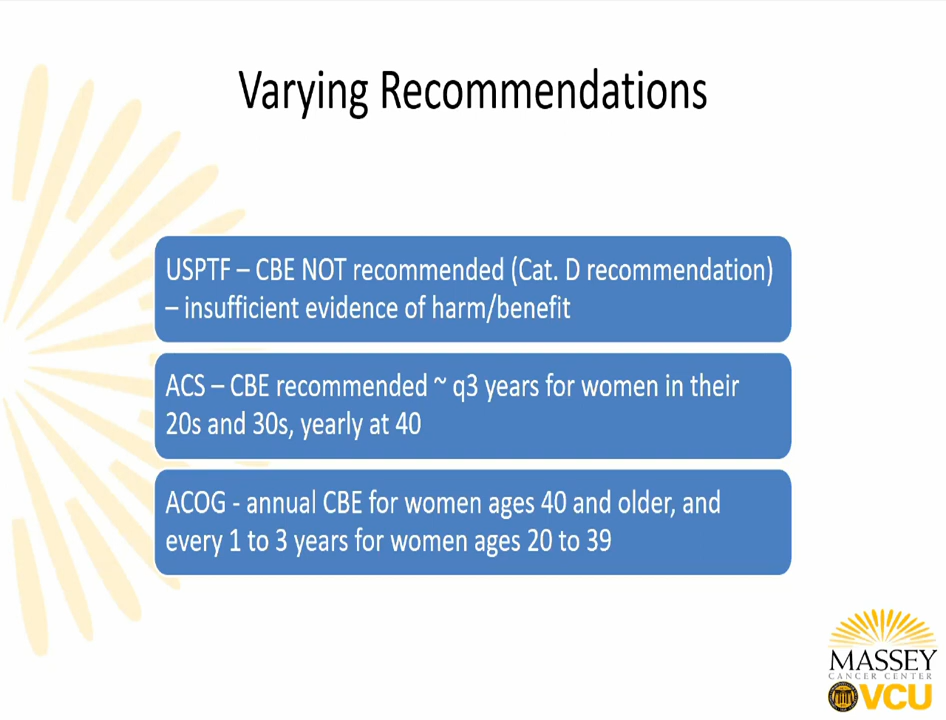 Varying Recommendations
USPTF – CBE NOT recommended (Cat. D recommendation)
– insufficient evidence of harm/benefit
ACS – CBE recommended ~ q3 years for women in their
20s and 30s, yearly at 40
ACOG - annual CBE for women ages 40 and older, and
every 1 to 3 years for women ages 20 to 39
MASSEY
CANCER CENTER
VCU